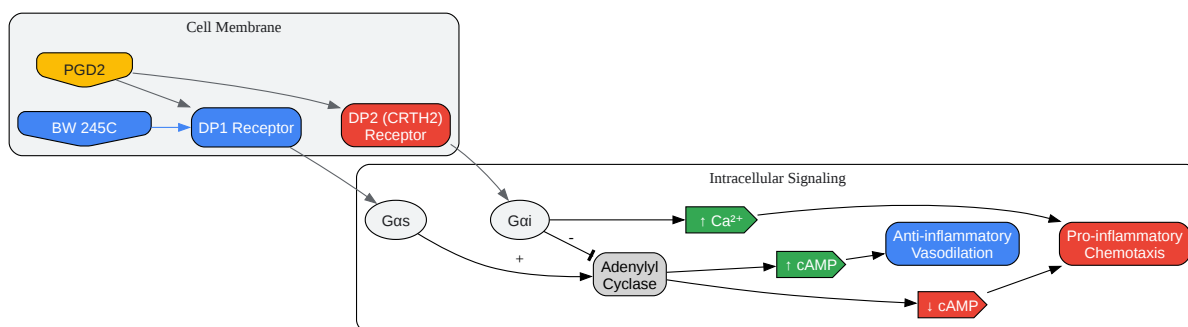 Cell Membrane
PGD2
BW 245C
DP1 Receptor
DP2 (CRTH2)
Receptor
Intracellular Signaling
Gαs
Gαi
-
+
Adenylyl
Cyclase
↑ Ca²⁺
↑ cAMP
↓ cAMP
Anti-inflammatory
Vasodilation
Pro-inflammatory
Chemotaxis